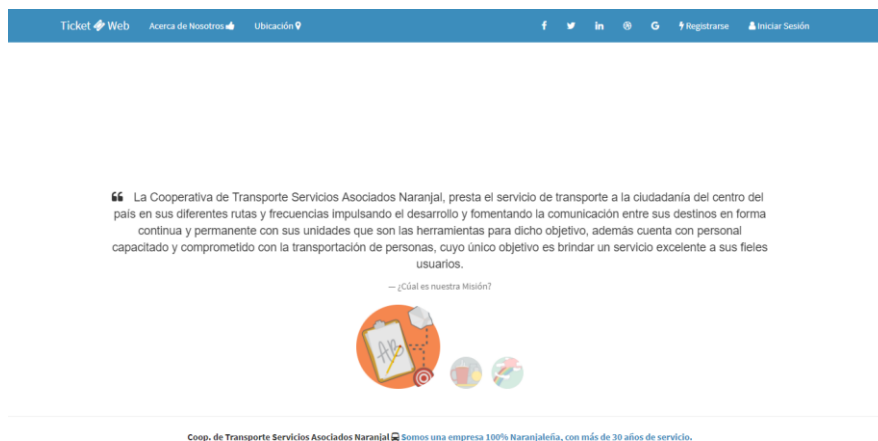 Ticket Web Acerca de Nosotros Ubicación Registrarse Iniciar Sesión
La Cooperativa de Transporte Servicios Asociados Naranjal, presta el servicio de transporte a la ciudadanía del centro del
país en sus diferentes rutas y frecuencias impulsando el desarrollo y fomentando la comunicación entre sus destinos en forma
continua y permanente con sus unidades que son las herramientas para dicho objetivo, además cuenta con personal
capacitado y comprometido con la transportación de personas, cuyo único objetivo es brindar un servicio excelente a sus fieles
usuarios.
— ¿Cúal es nuestra Misión?
AB
Coop. de Transporte Servicios Asociados Naranjal Somos una empresa 100% Naranjaleña, con más de 30 años de servicio.